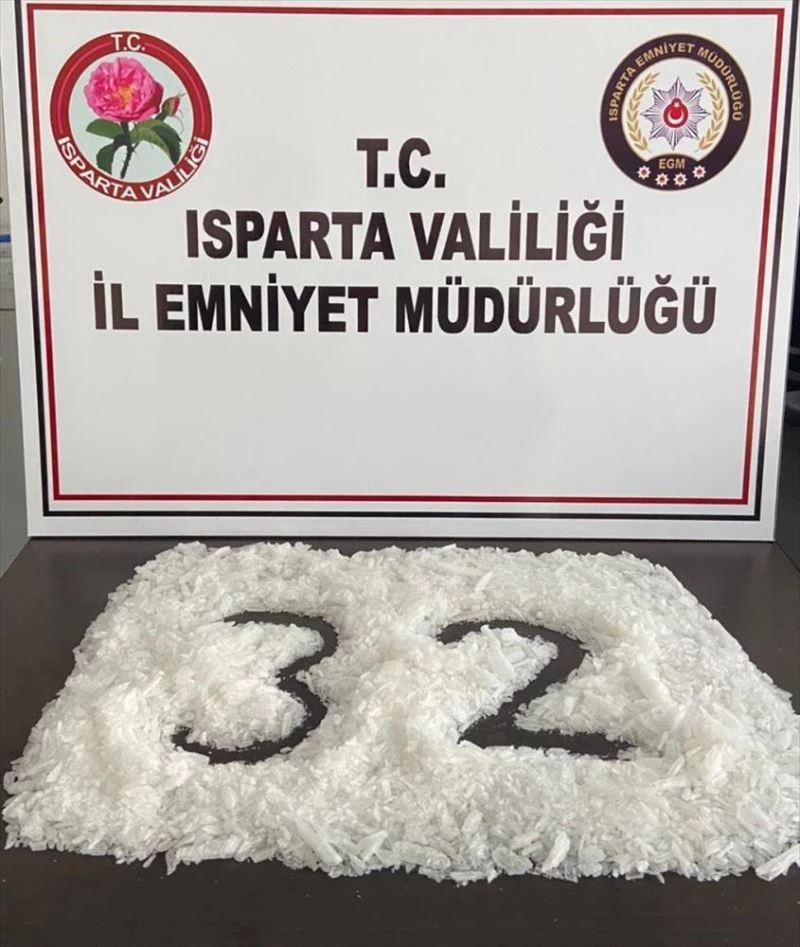 T.C.
ISPARTA VALİLİĞİ
ISPARTA EMNİYET MÜDÜRLÜĞÜ
EGM
T.C.
ISPARTA VALİLİĞİ
İL EMNİYET MÜDÜRLÜĞÜ
32